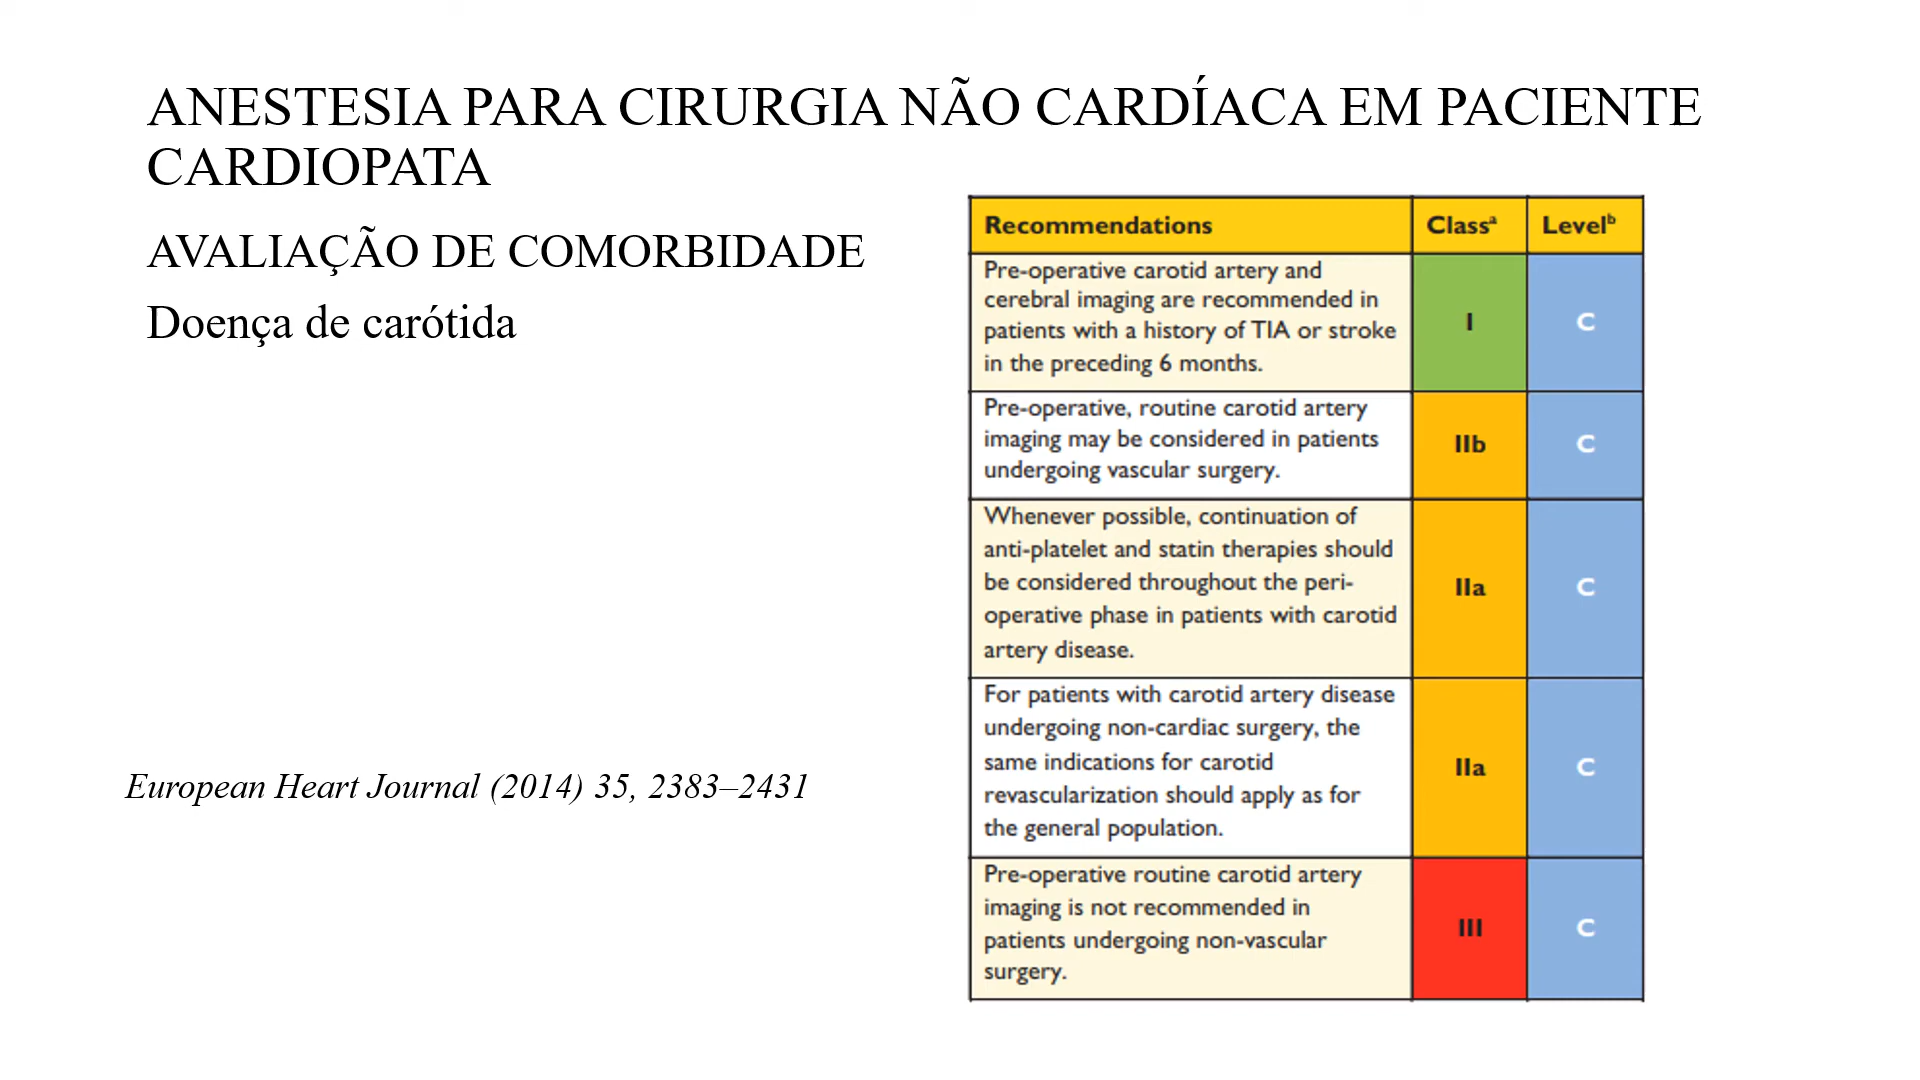 ANESTESIA PARA CIRURGIA NÃO CARDÍACA EM PACIENTE
CARDIOPATA
AVALIAÇÃO DE COMORBIDADE
Doença de carótida
European Heart Journal (2014) 35, 2383–2431
Recommendations Classᵃ Levelᵇ
Pre-operative carotid artery and
cerebral imaging are recommended in
patients with a history of TIA or stroke
in the preceding 6 months.
I C
Pre-operative, routine carotid artery
imaging may be considered in patients
undergoing vascular surgery.
IIb C
Whenever possible, continuation of
anti-platelet and statin therapies should
be considered throughout the peri-
operative phase in patients with carotid
artery disease.
IIa C
For patients with carotid artery disease
undergoing non-cardiac surgery, the
same indications for carotid
revascularization should apply as for
the general population.
IIa C
Pre-operative routine carotid artery
imaging is not recommended in
patients undergoing non-vascular
surgery.
III C